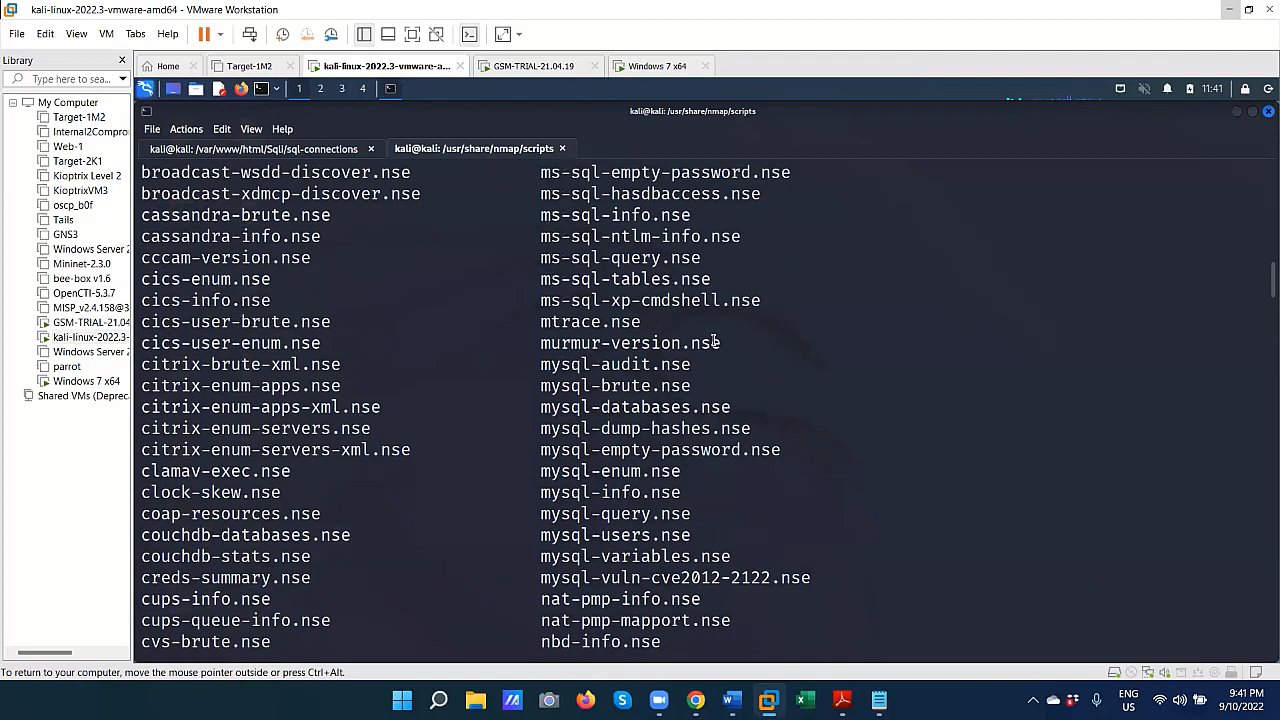 kali-linux-2022.3-vmware-amd64 - VMware Workstation
File Edit View VM Tabs Help
Library
Type here to sea...
My Computer
Target-1M2
Internal2Compro
Web-1
Target-2K1
Kioptrix Level 2
KioptrixVM3
oscp_b0f
Tails
GNS3
Windows Server 2
Mininet-2.3.0
bee-box v1.6
OpenCTI-5.3.7
MISP_v2.4.158@3
GSM-TRIAL-21.04
kali-linux-2022.3-
Windows Server 2
parrot
Windows 7 x64
Shared VMs (Deprec
Home Target-1M2 kali-linux-2022.3-vmware-a... GSM-TRIAL-21.04.19 Windows 7 x64
1 2 3 4 11:41
kali@kali: /usr/share/nmap/scripts
File Actions Edit View Help
kali@kali: /var/www/html/Sqli/sql-connections kali@kali: /usr/share/nmap/scripts
broadcast-wsdd-discover.nse ms-sql-empty-password.nse
broadcast-xdmcp-discover.nse ms-sql-hasdbaccess.nse
cassandra-brute.nse ms-sql-info.nse
cassandra-info.nse ms-sql-ntlm-info.nse
cccam-version.nse ms-sql-query.nse
cics-enum.nse ms-sql-tables.nse
cics-info.nse ms-sql-xp-cmdshell.nse
cics-user-brute.nse mtrace.nse
cics-user-enum.nse murmur-version.nse
citrix-brute-xml.nse mysql-audit.nse
citrix-enum-apps.nse mysql-brute.nse
citrix-enum-apps-xml.nse mysql-databases.nse
citrix-enum-servers.nse mysql-dump-hashes.nse
citrix-enum-servers-xml.nse mysql-empty-password.nse
clamav-exec.nse mysql-enum.nse
clock-skew.nse mysql-info.nse
coap-resources.nse mysql-query.nse
couchdb-databases.nse mysql-users.nse
couchdb-stats.nse mysql-variables.nse
creds-summary.nse mysql-vuln-cve2012-2122.nse
cups-info.nse nat-pmp-info.nse
cups-queue-info.nse nat-pmp-mapport.nse
cvs-brute.nse nbd-info.nse
To return to your computer, move the mouse pointer outside or press Ctrl+Alt.
ENG
US
9:41 PM
9/10/2022